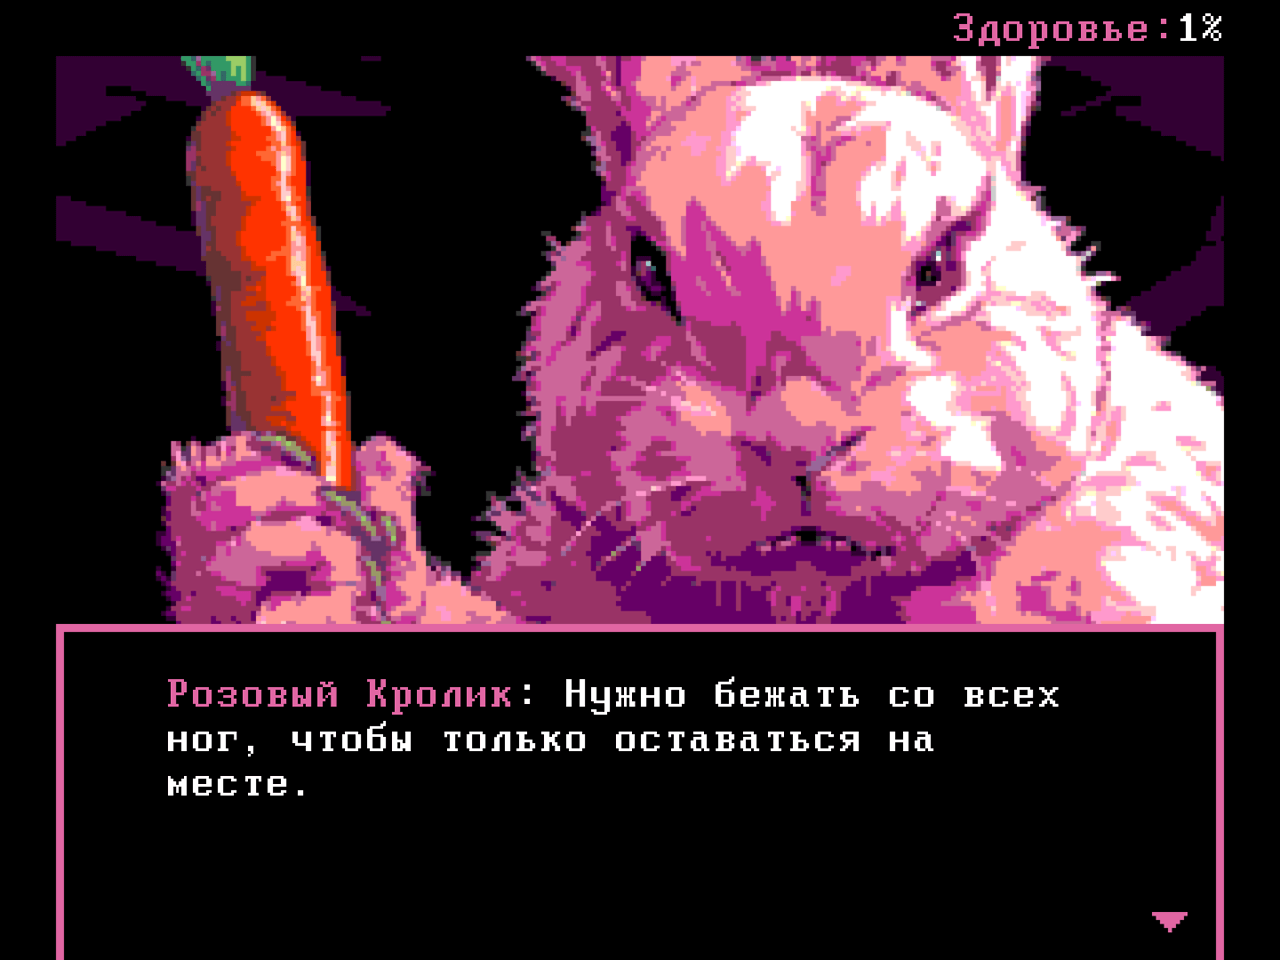 Здоровье:1%
Розовый Кролик: Нужно бежать со всех
ног, чтобы только оставаться на
месте.